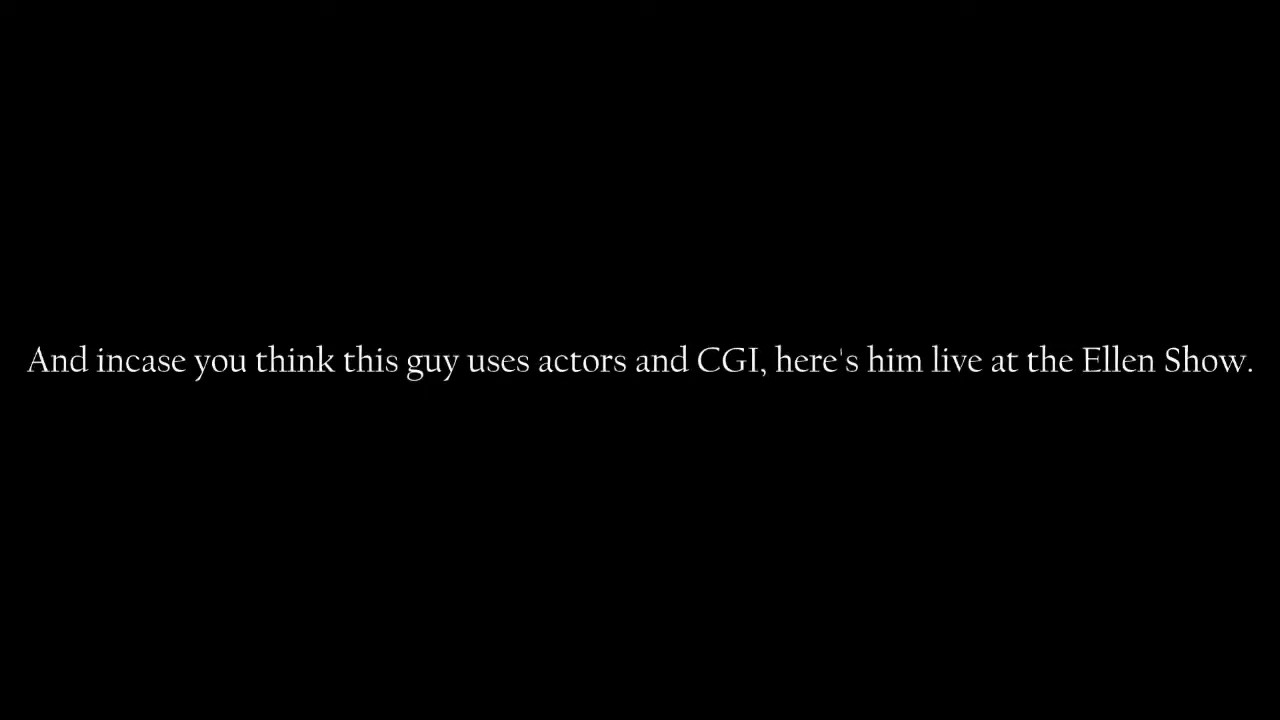 And incase you think this guy uses actors and CGI, here's him live at the Ellen Show.